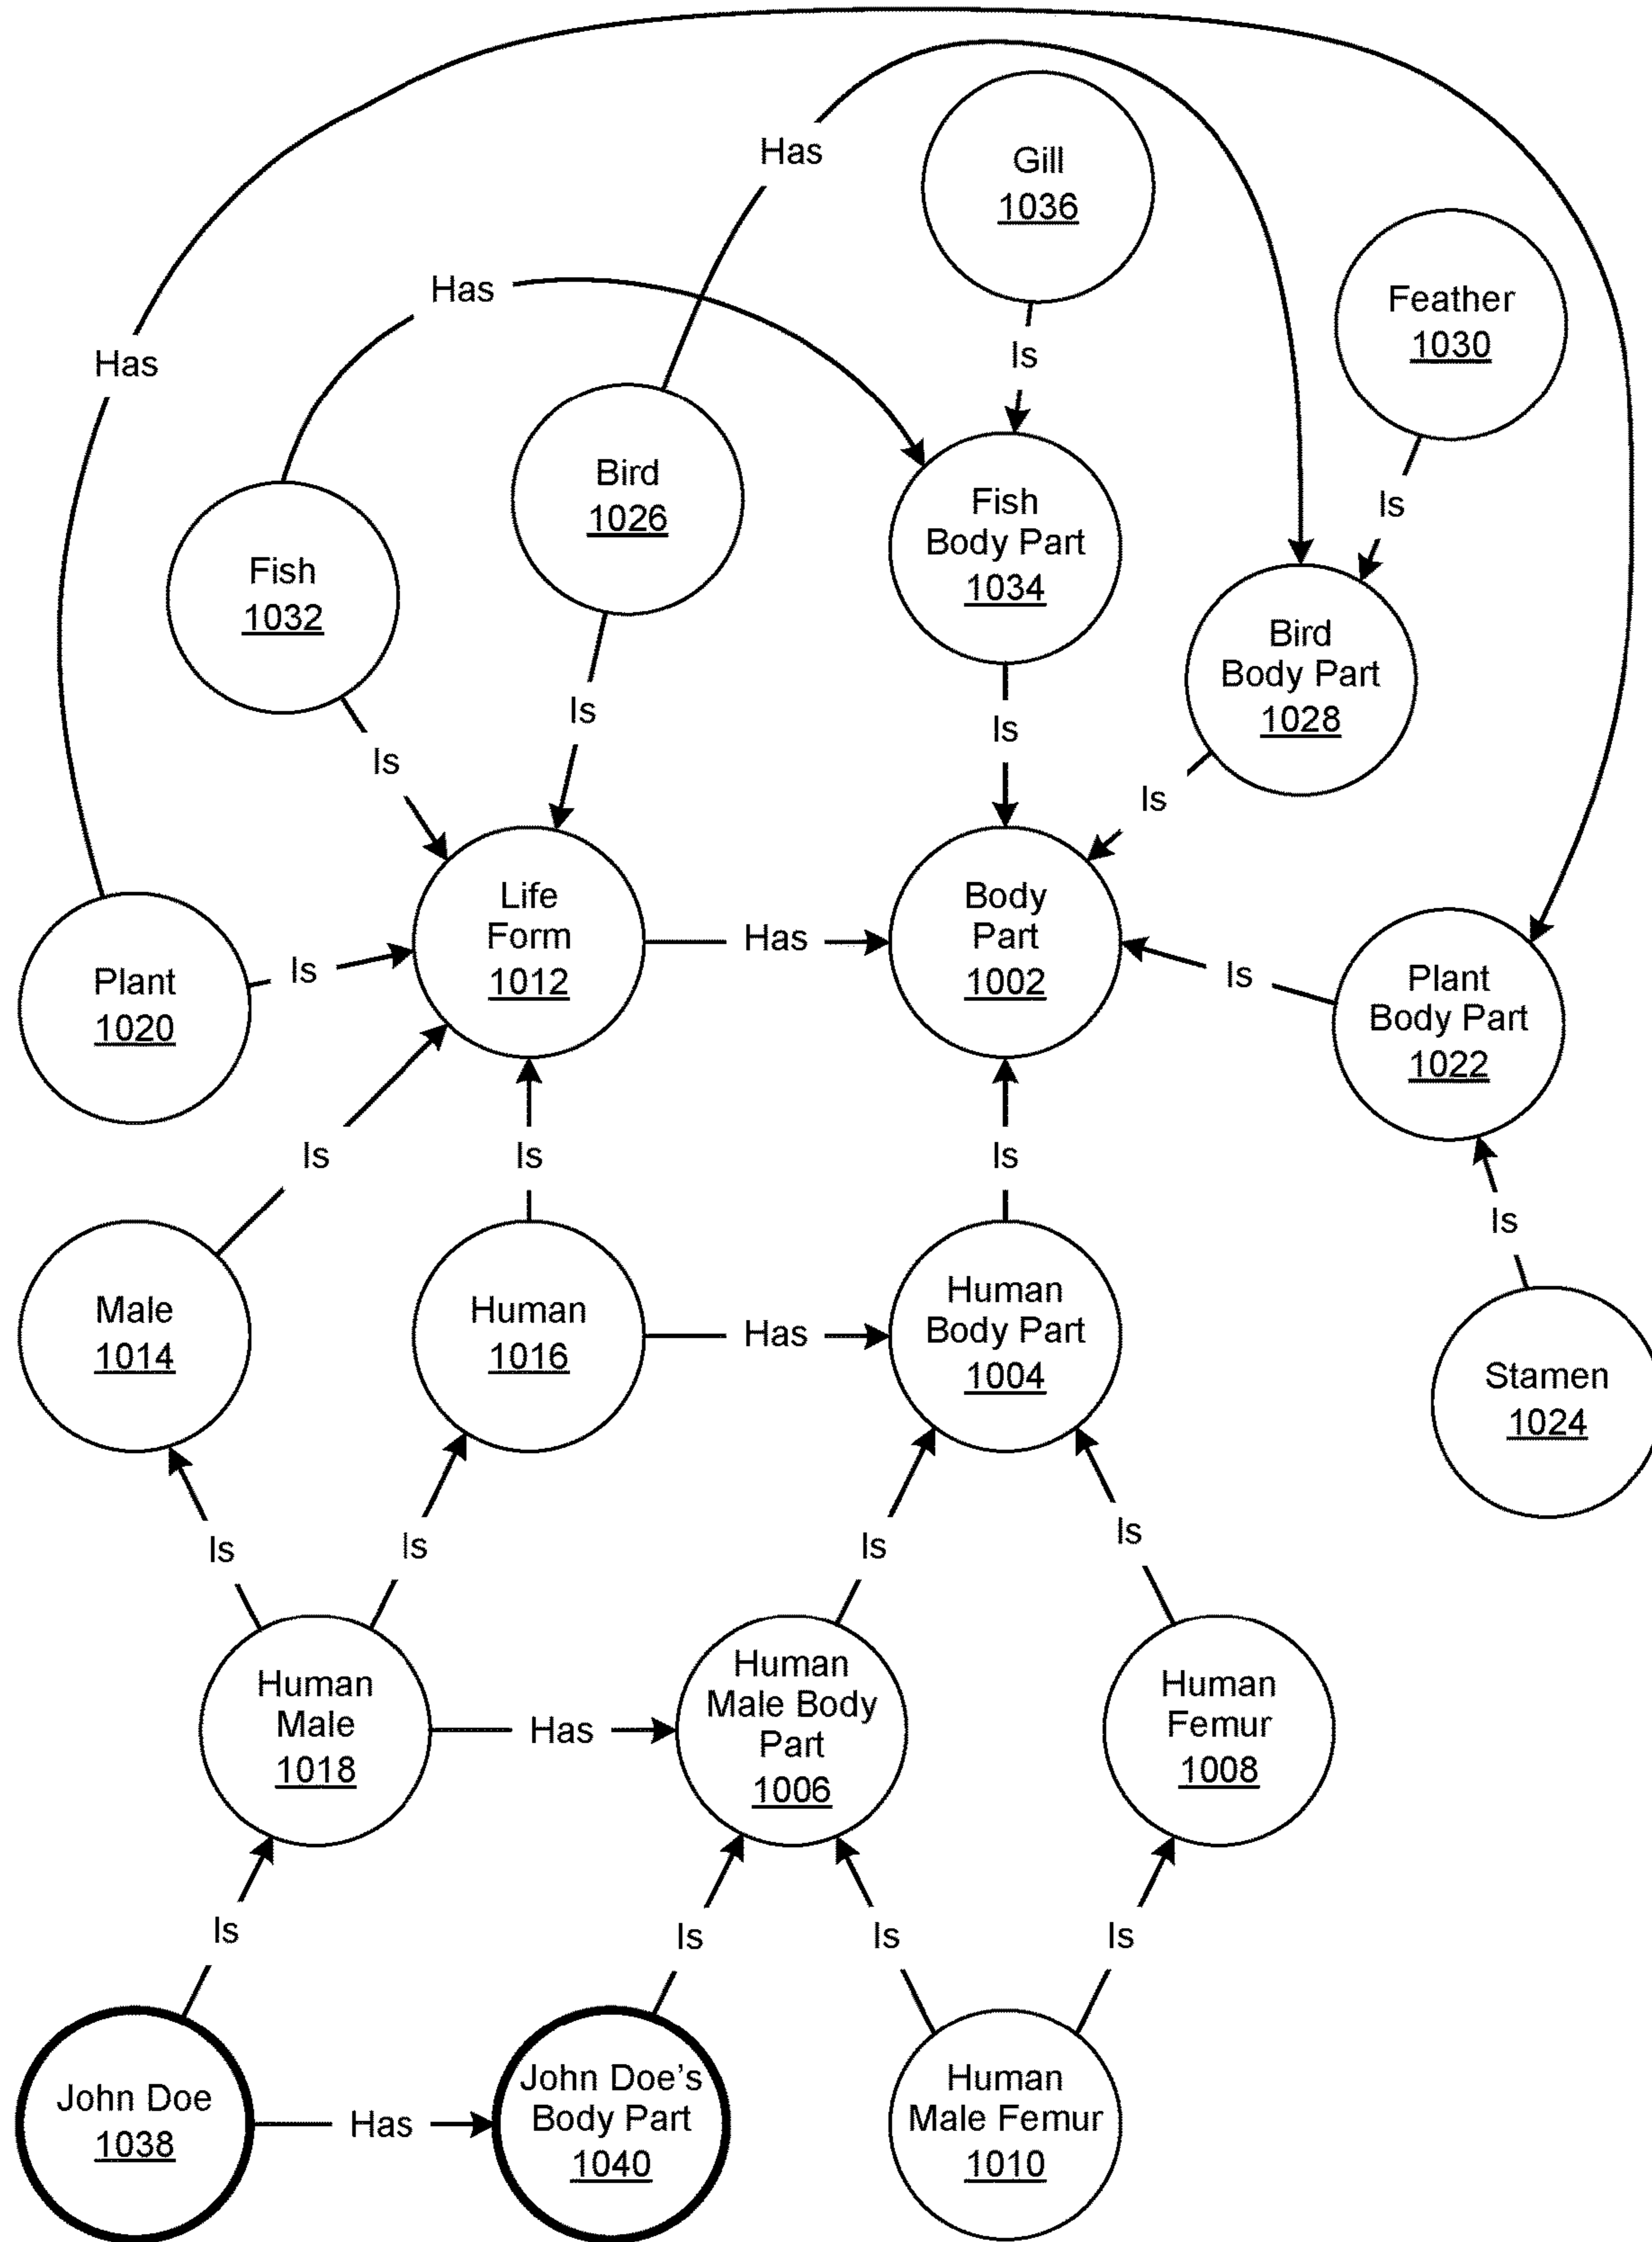 Has
Gill
1036
Feather
1030
Has
Has
Is
Bird
1026
Fish
Body Part
1034
Is
Fish
1032
Bird
Body Part
1028
Is
Is
Is
Is
Life
Form
1012
Has
Body
Part
1002
Is
Plant
Body Part
1022
Plant
1020
Is
Is
Is
Is
Is
Male
1014
Human
1016
Has
Human
Body Part
1004
Stamen
1024
Is
Is
Is
Is
Human
Male
1018
Has
Human
Male Body
Part
1006
Human
Femur
1008
Is
Is
Is
Is
John Doe
1038
Has
John Doe's
Body Part
1040
Human
Male Femur
1010